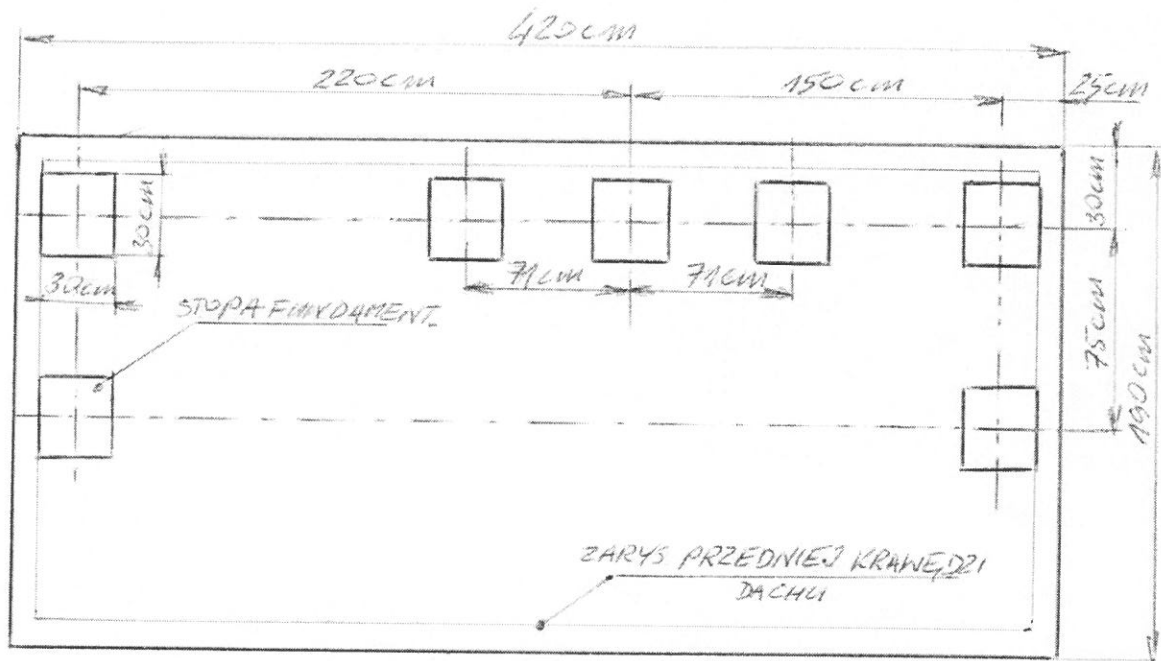 420cm
220cm
150cm
25cm
30cm
30cm
30cm
71cm
71cm
STOPA FUNDAMENT.
75cm
190cm
ZARYS PRZEDNIEJ KRAWĘDZI
DACHU